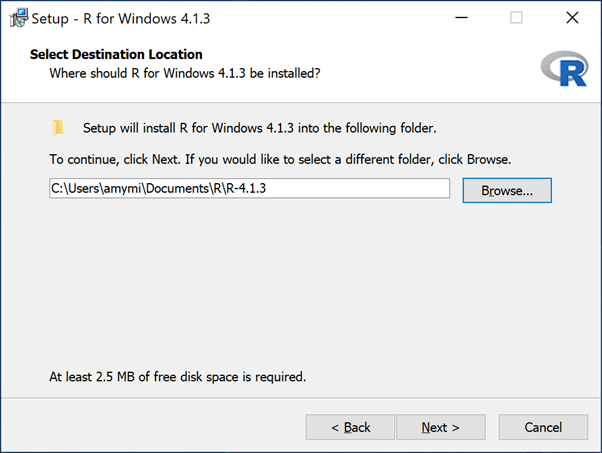 Setup - R for Windows 4.1.3
Select Destination Location
Where should R for Windows 4.1.3 be installed?
R
Setup will install R for Windows 4.1.3 into the following folder.
To continue, click Next. If you would like to select a different folder, click Browse.
C:\Users\amymi\Documents\R\R-4.1.3
Browse...
At least 2.5 MB of free disk space is required.
< Back
Next >
Cancel